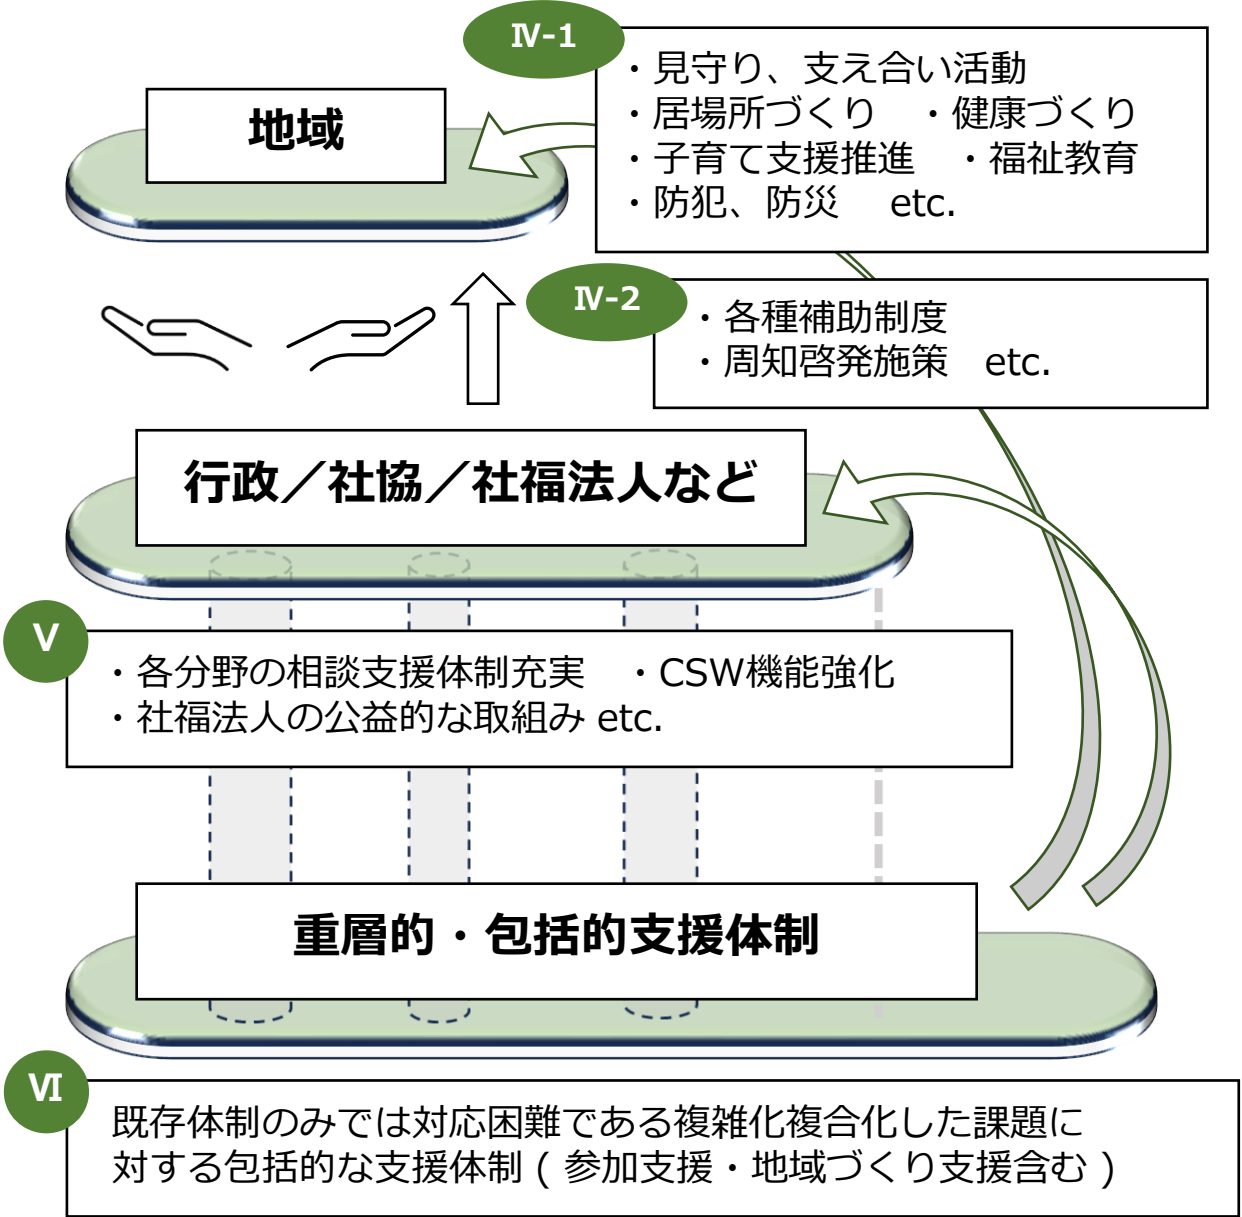 Ⅳ-1
・見守り、支え合い活動
・居場所づくり　・健康づくり
・子育て支援推進　・福祉教育
・防犯、防災　etc.
地域
Ⅳ-2
・各種補助制度
・周知啓発施策　etc.
行政／社協／社福法人など
Ⅴ
・各分野の相談支援体制充実　・CSW機能強化
・社福法人の公益的な取組み etc.
重層的・包括的支援体制
Ⅵ
既存体制のみでは対応困難である複雑化複合化した課題に
対する包括的な支援体制 ( 参加支援・地域づくり支援含む )